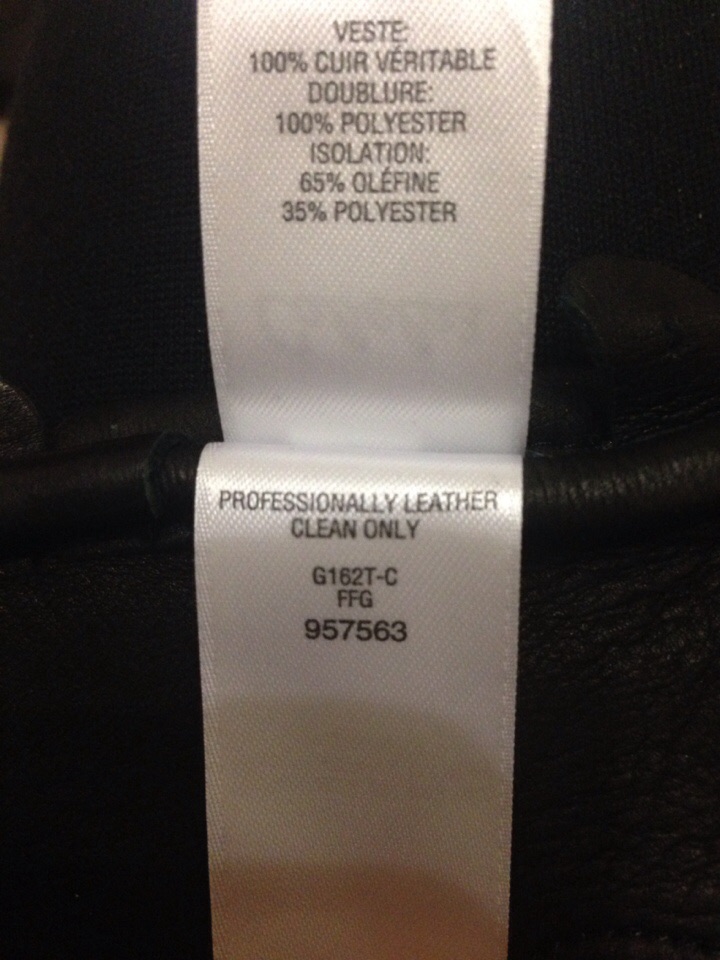 VESTE:
100% CUIR VÉRITABLE
DOUBLURE:
100% POLYESTER
ISOLATION:
65% OLÉFINE
35% POLYESTER
PROFESSIONALLY LEATHER
CLEAN ONLY
G162T-C
FFG
957563